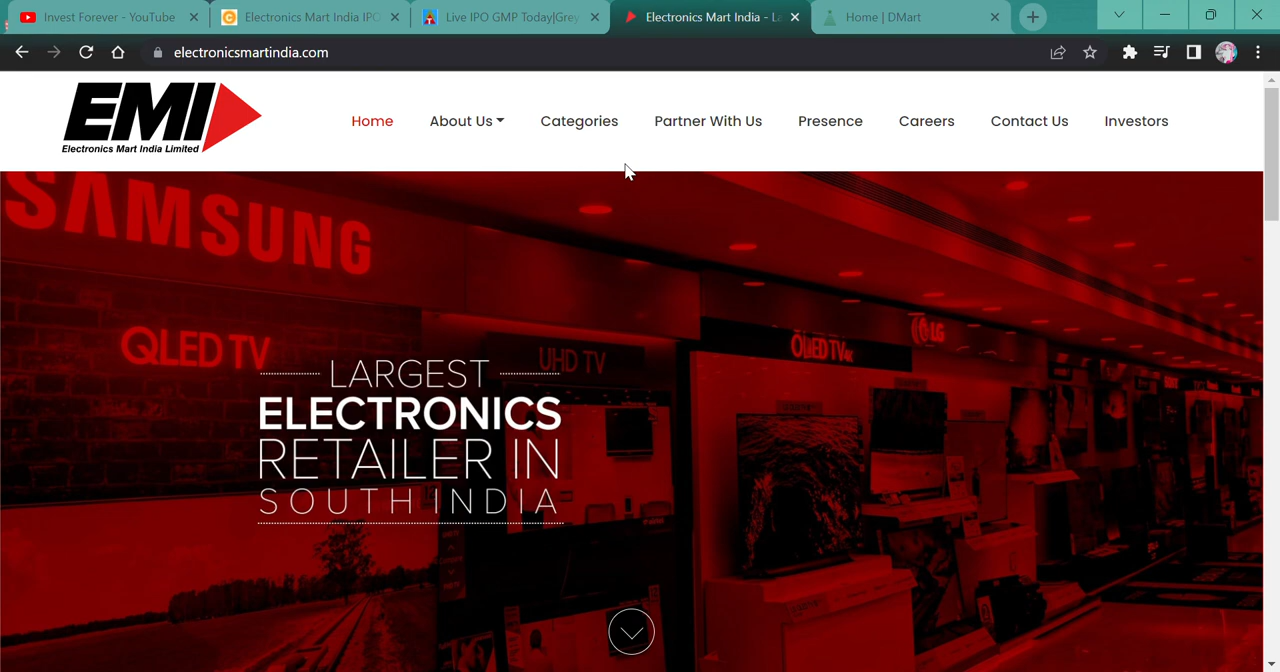 Invest Forever - YouTube
Electronics Mart India IPO
Live IPO GMP Today|Grey
Electronics Mart India - La
Home | DMart
electronicsmartindia.com
EMI
Electronics Mart India Limited
Home
About Us
Categories
Partner With Us
Presence
Careers
Contact Us
Investors
SAMSUNG
QLED TV
UHD TV
OLED TV 4K
LG
LARGEST
ELECTRONICS
RETAILER IN
SOUTH INDIA